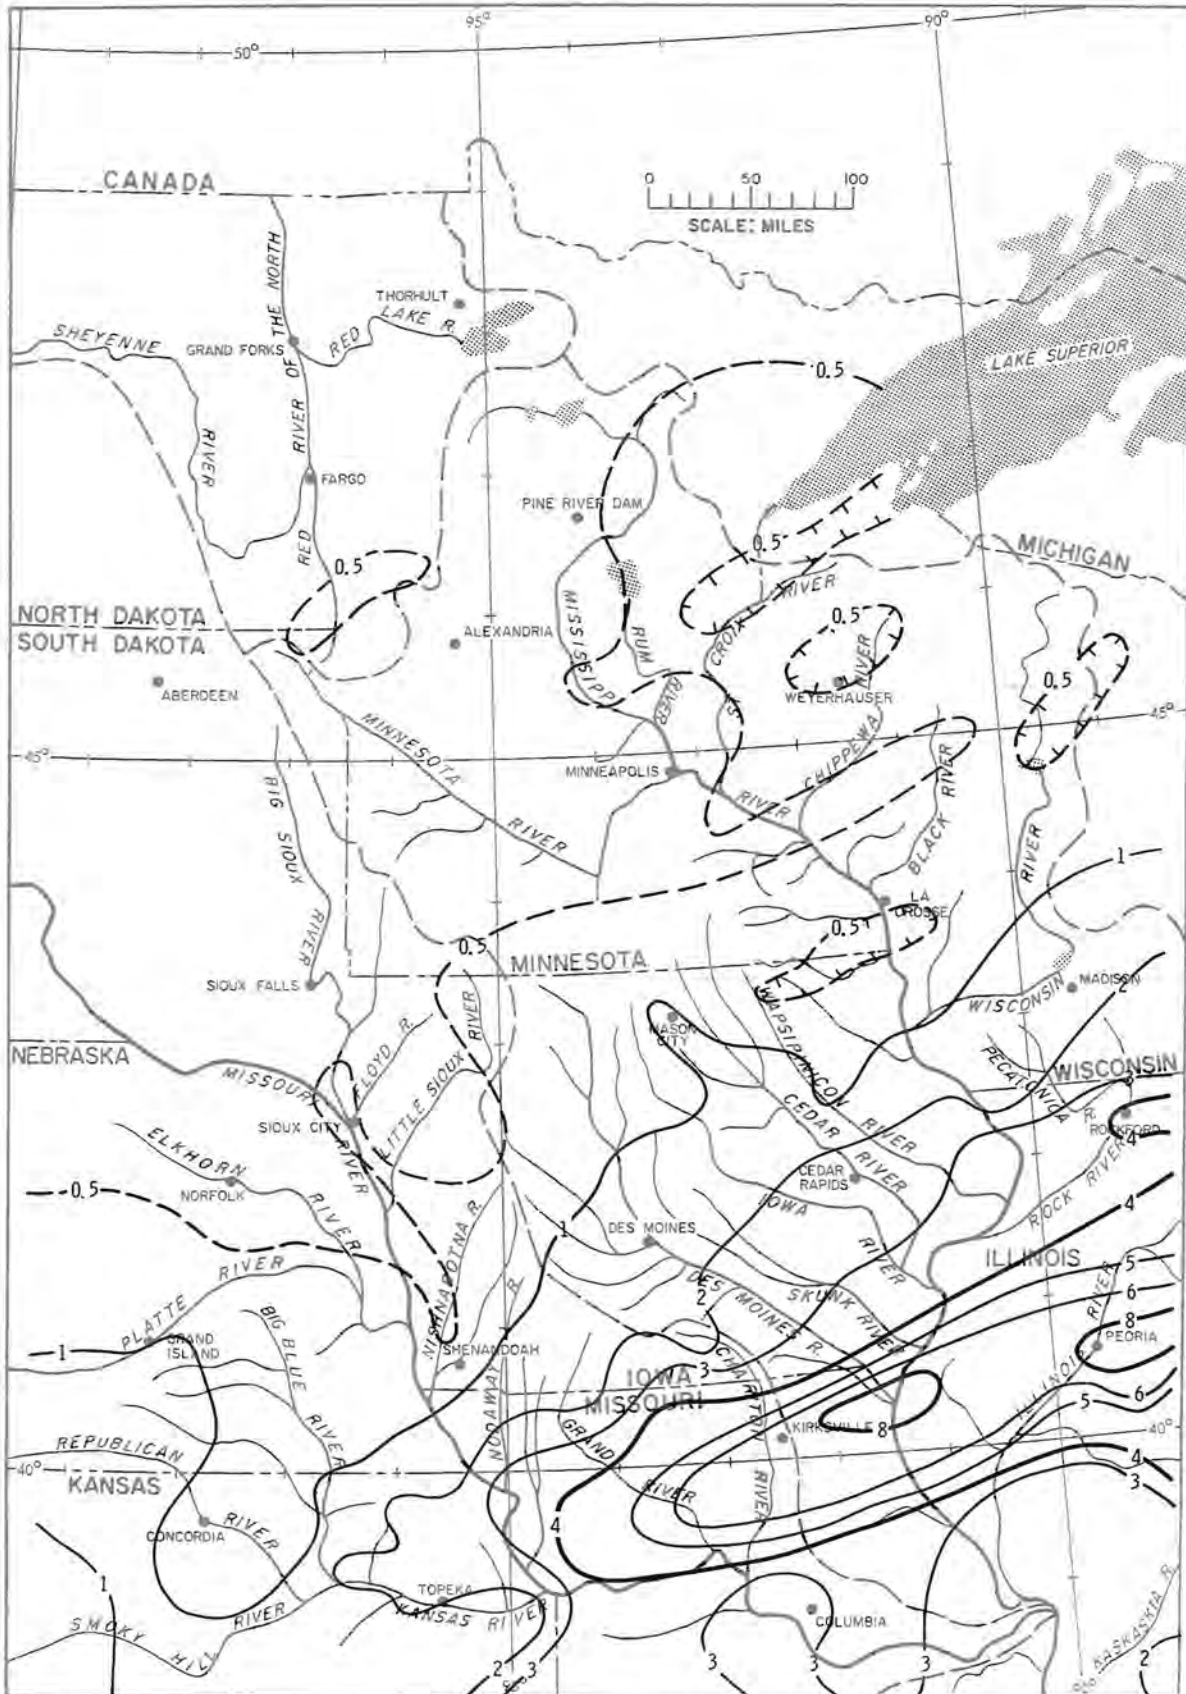 95°
90°
50°
CANADA
0 50 100
SCALE: MILES
THORHULT
RED LAKE R.
GRAND FORKS
SHEYENNE RIVER
RED RIVER OF THE NORTH
LAKE SUPERIOR
0.5
FARGO
PINE RIVER DAM
0.5
0.5
MICHIGAN
NORTH DAKOTA
SOUTH DAKOTA
ALEXANDRIA
MISSISSIPPI
RUM RIVER
ST. CROIX RIVER
0.5
0.5
ABERDEEN
WEYERHAUSER
RIVER
45°
45°
MINNESOTA RIVER
MINNEAPOLIS
RIVER
CHIPPEWA
BLACK RIVER
BIG SIOUX RIVER
RIVER
1
LA CROSSE
0.5
0.5
MINNESOTA
SIOUX FALLS
WISCONSIN
MADISON
2
MASON CITY
WAPSIPINICON RIVER
NEBRASKA
FLOYD R.
LITTLE SIOUX RIVER
PECATONICA R.
WISCONSIN
3
MISSOURI RIVER
SIOUX CITY
CEDAR RIVER
ROCKFORD
4
ELKHORN RIVER
NORFOLK
0.5
CEDAR RAPIDS
IOWA RIVER
ROCK RIVER
4
1
DES MOINES
ILLINOIS
5
PLATTE RIVER
NISHNABOTNA R.
2
DES MOINES R.
SKUNK RIVER
6
8
PEORIA
1
GRAND ISLAND
BIG BLUE RIVER
SHENANDOAH
NODAWAY R.
3
IOWA
MISSOURI
CHARITON RIVER
ILLINOIS RIVER
5
6
KIRKSVILLE
8
REPUBLICAN RIVER
GRAND RIVER
40°
40°
KANSAS
4
3
CONCORDIA
4
1
TOPEKA
KANSAS RIVER
COLUMBIA
SMOKY HILL RIVER
2
3
3
3
3
KASKASKIA R.
90°
2